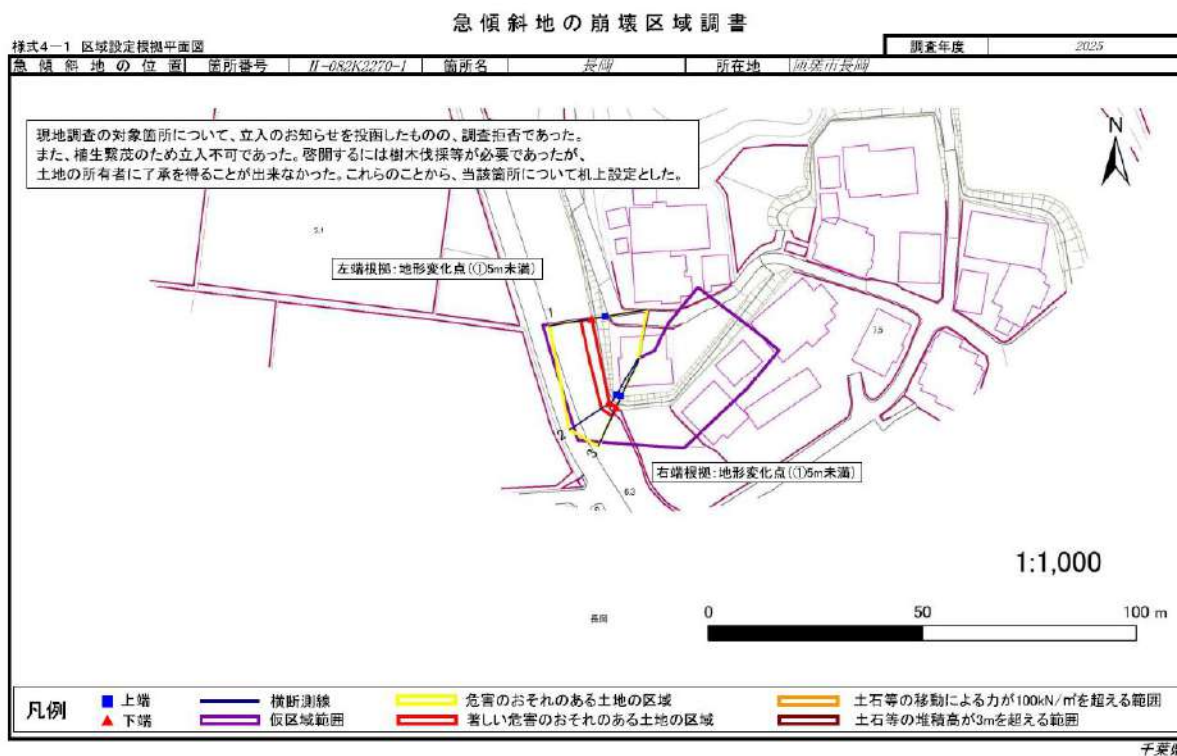 急傾斜地の崩壊区域調書
様式4－1 区域設定根拠平面図
調査年度 2025
急傾斜地の位置 箇所番号 II-082K2270-1 箇所名 長岡 所在地 市長岡
現地調査の対象箇所について、立入のお知らせを投函したものの、調査拒否であった。
また、植生繁茂のため立入不可であった。啓開するには樹木伐採等が必要であったが、
土地の所有者に了承を得ることが出来なかった。これらのことから、当該箇所について机上設定とした。
N
左端根拠：地形変化点(①5m未満)
1
7.5
2
3
右端根拠：地形変化点(①5m未満)
6.3
1:1,000
0 50 100 m
長岡
凡例
上端 横断測線 危害のおそれのある土地の区域 土石等の移動による力が100kN/㎡を超える範囲
下端 仮区域範囲 著しい危害のおそれのある土地の区域 土石等の堆積高が3mを超える範囲
千葉県